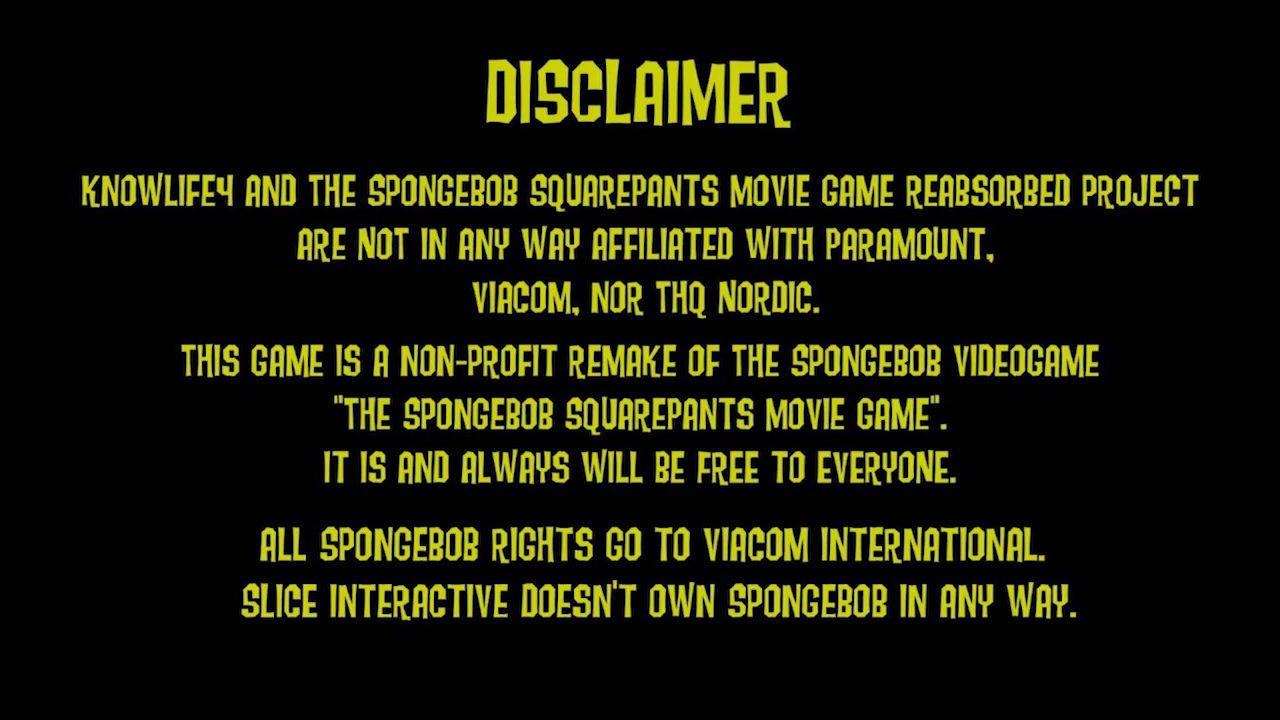 DISCLAIMER
KNOWLIFE4 AND THE SPONGEBOB SQUAREPANTS MOVIE GAME REABSORBED PROJECT
ARE NOT IN ANY WAY AFFILIATED WITH PARAMOUNT,
VIACOM, NOR THQ NORDIC.
THIS GAME IS A NON-PROFIT REMAKE OF THE SPONGEBOB VIDEOGAME
"THE SPONGEBOB SQUAREPANTS MOVIE GAME".
IT IS AND ALWAYS WILL BE FREE TO EVERYONE.
ALL SPONGEBOB RIGHTS GO TO VIACOM INTERNATIONAL.
SLICE INTERACTIVE DOESN'T OWN SPONGEBOB IN ANY WAY.